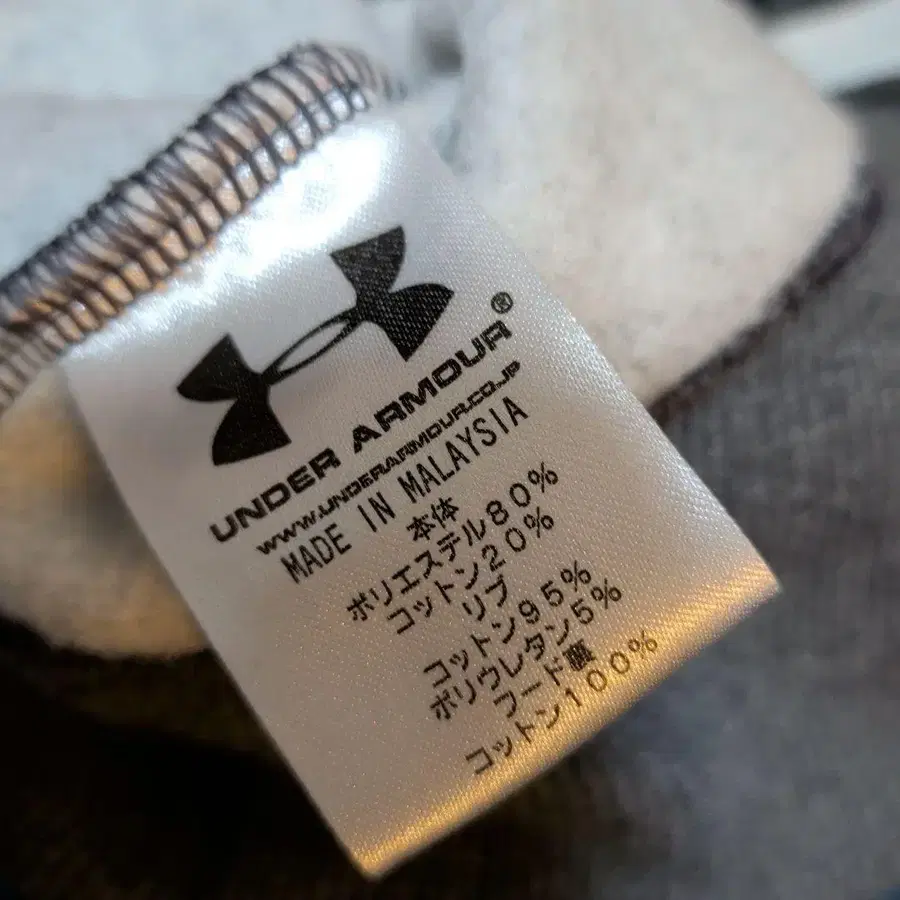 ®
UNDER ARMOUR
WWW.UNDERARMOUR.CO.JP
MADE IN MALAYSIA
本体
ポリエステル80%
コットン20%
リブ
コットン95%
ポリウレタン5%
フード裏
コットン100%